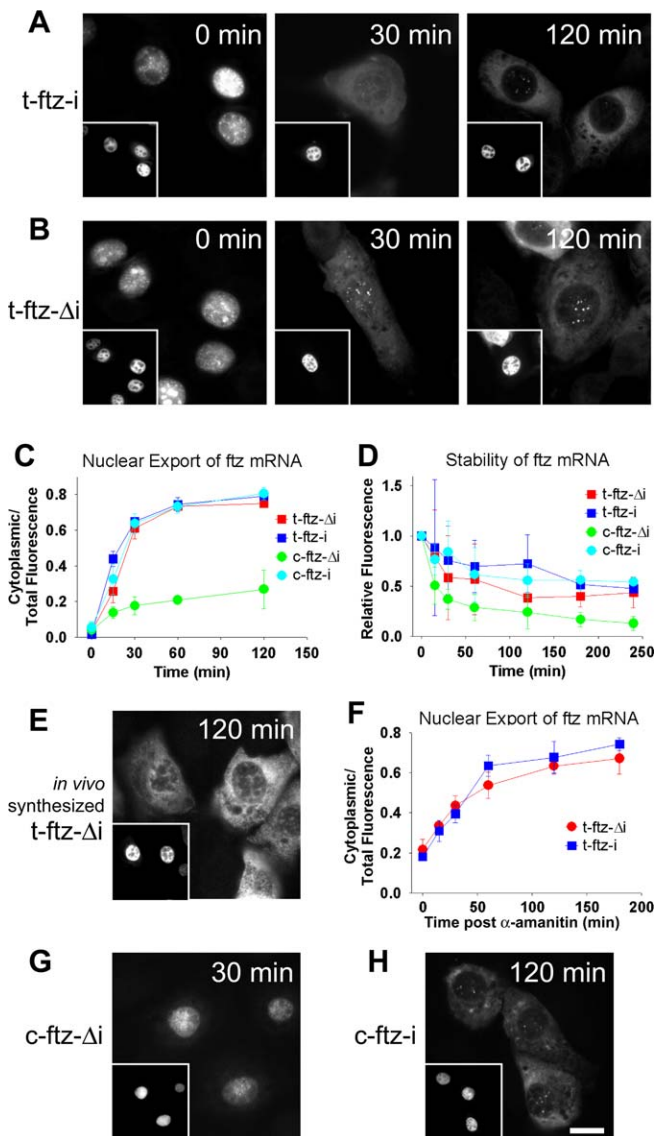 A
t-ftz-i
0 min
30 min
120 min
B
t-ftz-Δi
0 min
30 min
120 min
C
Nuclear Export of ftz mRNA
Cytoplasmic/
Total Fluorescence
0.8
0.6
0.4
0.2
0.0
0 30 60 90 120 150
Time (min)
t-ftz-Δi
t-ftz-i
c-ftz-Δi
c-ftz-i
D
Stability of ftz mRNA
Relative Fluorescence
1.5
1.0
0.5
0.0
0 50 100 150 200 250
Time (min)
t-ftz-Δi
t-ftz-i
c-ftz-Δi
c-ftz-i
E
in vivo
synthesized
t-ftz-Δi
120 min
F
Nuclear Export of ftz mRNA
Cytoplasmic/
Total Fluorescence
0.8
0.6
0.4
0.2
0.0
0 50 100 150 200
Time post α-amanitin (min)
t-ftz-Δi
t-ftz-i
G
c-ftz-Δi
30 min
H
c-ftz-i
120 min